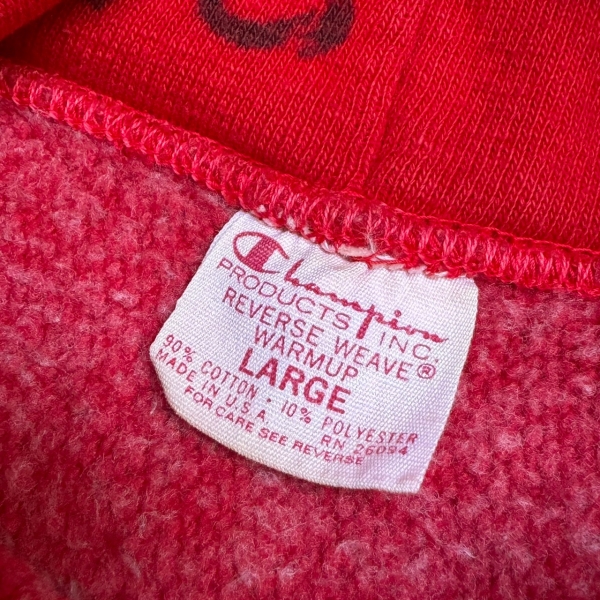 Champion
PRODUCTS INC.
REVERSE WEAVE®
WARMUP
LARGE
90% COTTON · 10% POLYESTER
MADE IN U.S.A. RN 26094
FOR CARE SEE REVERSE